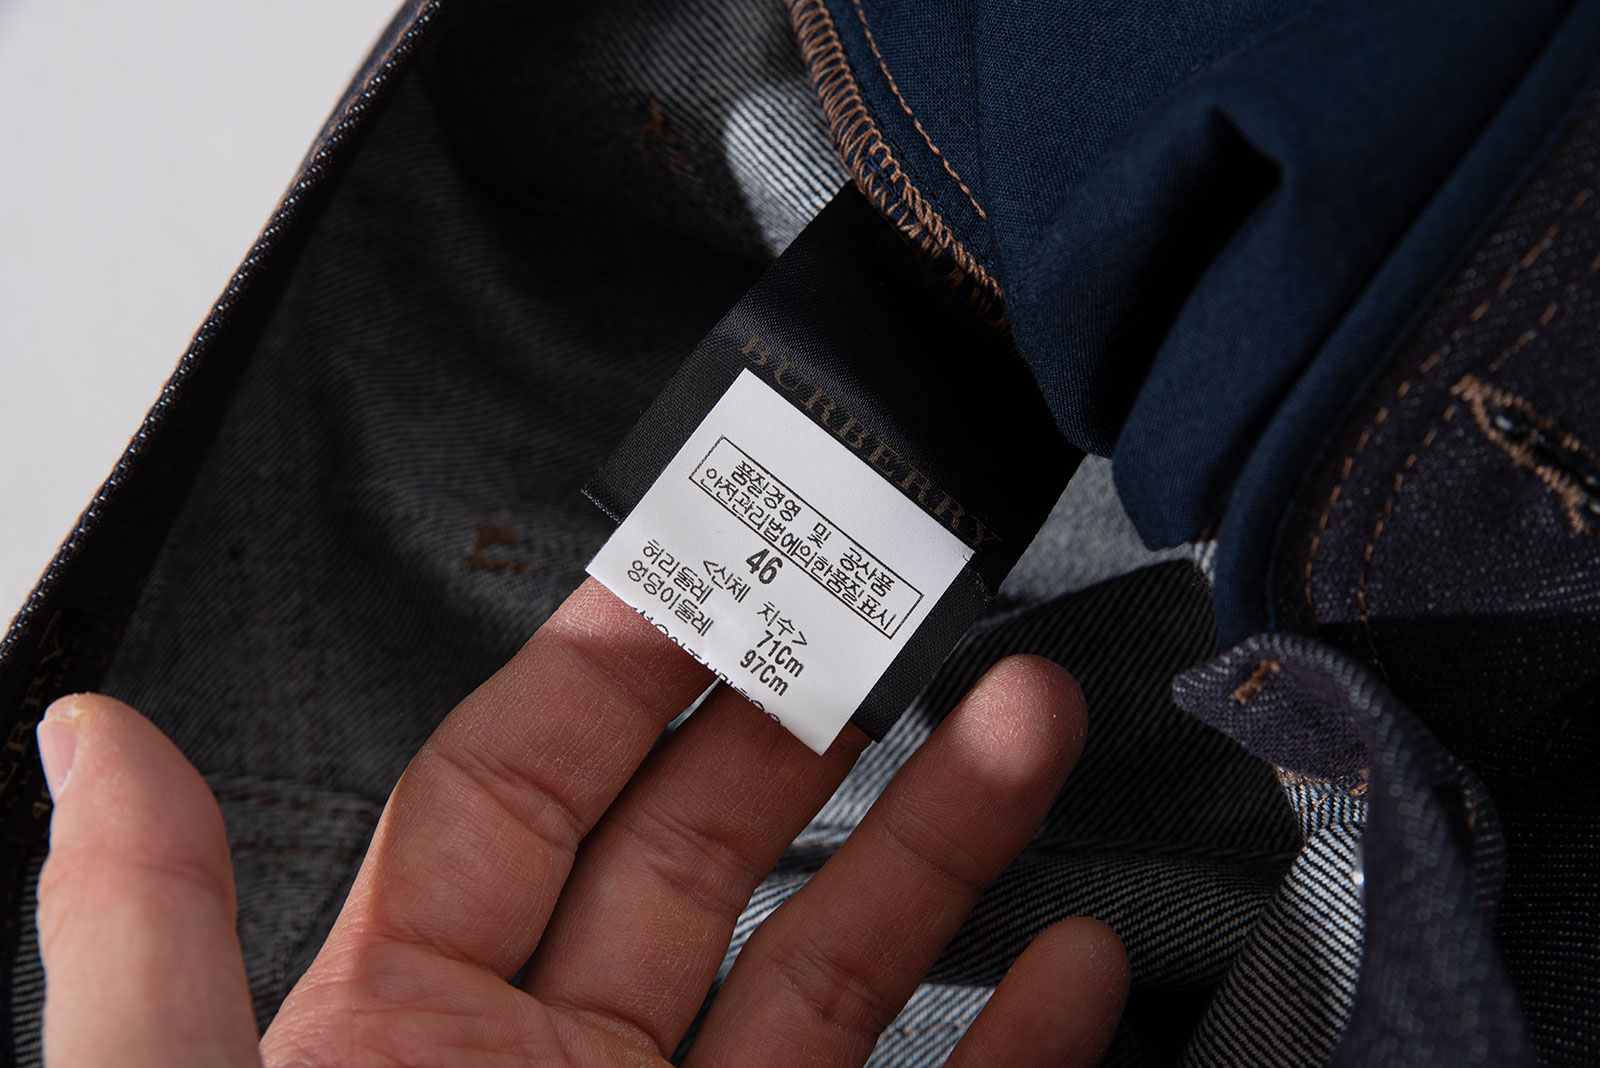 BURBERRY
품질경영 및 공산품
안전관리법에의한품질표시
46
<신체 치수>
허리둘레 71Cm
엉덩이둘레 97Cm